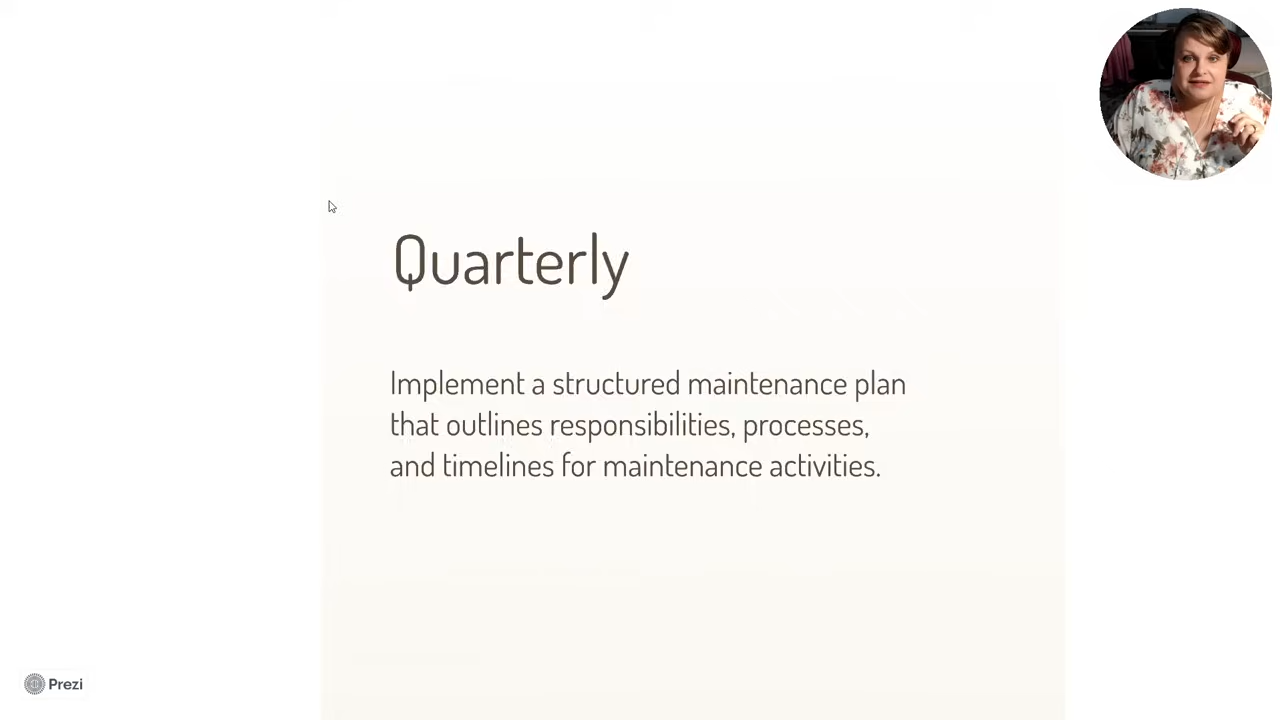 Quarterly
Implement a structured maintenance plan
that outlines responsibilities, processes,
and timelines for maintenance activities.
Prezi